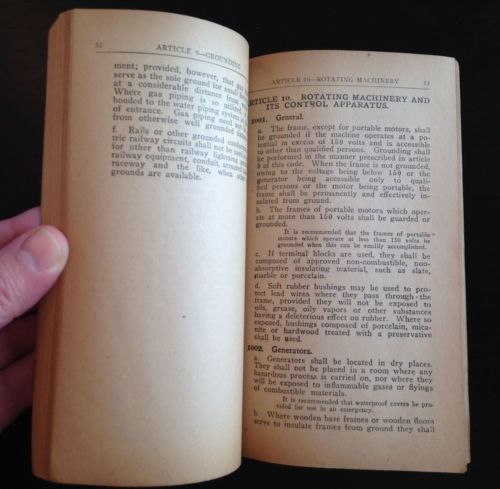 82
ARTICLE 9—GROUNDING
ment; provided, however, that gas
serve as the sole ground for small
at a considerable distance from
Where gas piping is so utilized
bonded to the water piping system
of entrance. Gas piping need not
from otherwise well grounded
f. Rails or other grounded
tric railway circuits shall not be
for other than railway lightning
railway equipment, conduit, armored
raceway and the like, when other
grounds are available.
ARTICLE 10—ROTATING MACHINERY
83
ARTICLE 10. ROTATING MACHINERY AND
ITS CONTROL APPARATUS.
1001. General.
a. The frame, except for portable motors, shall
be grounded if the machine operates at a po-
tential in excess of 150 volts and is accessible
to other than qualified persons. Grounding shall
be performed in the manner prescribed in article
9 of this code. When the frame is not grounded,
owing to the voltage being below 150 or the
generator being accessible only to quali-
fied persons or the motor being portable, the
frame shall be permanently and effectively in-
sulated from ground.
b. The frames of portable motors which oper-
ate at more than 150 volts shall be guarded or
grounded.
It is recommended that the frames of portable
motors which operate at less than 150 volts be
grounded when this can be readily accomplished.
c. If terminal blocks are used, they shall be
composed of approved non-combustible, non-
absorptive insulating material, such as slate,
marble or porcelain.
d. Soft rubber bushings may be used to pro-
tect lead wires where they pass through the
frame, provided they will not be exposed to
oils, grease, oily vapors or other substances
having a deleterious effect on rubber. Where so
exposed, bushings composed of porcelain, mica-
nite or hardwood treated with a preservative
shall be used.
1002. Generators.
a. Generators shall be located in dry places.
They shall not be placed in a room where any
hazardous process is carried on, nor where they
will be exposed to inflammable gases or flyings
of combustible materials.
It is recommended that waterproof covers be pro-
vided for use in an emergency.
b. Where wooden base frames or wooden floors
serve to insulate frames from ground they shall